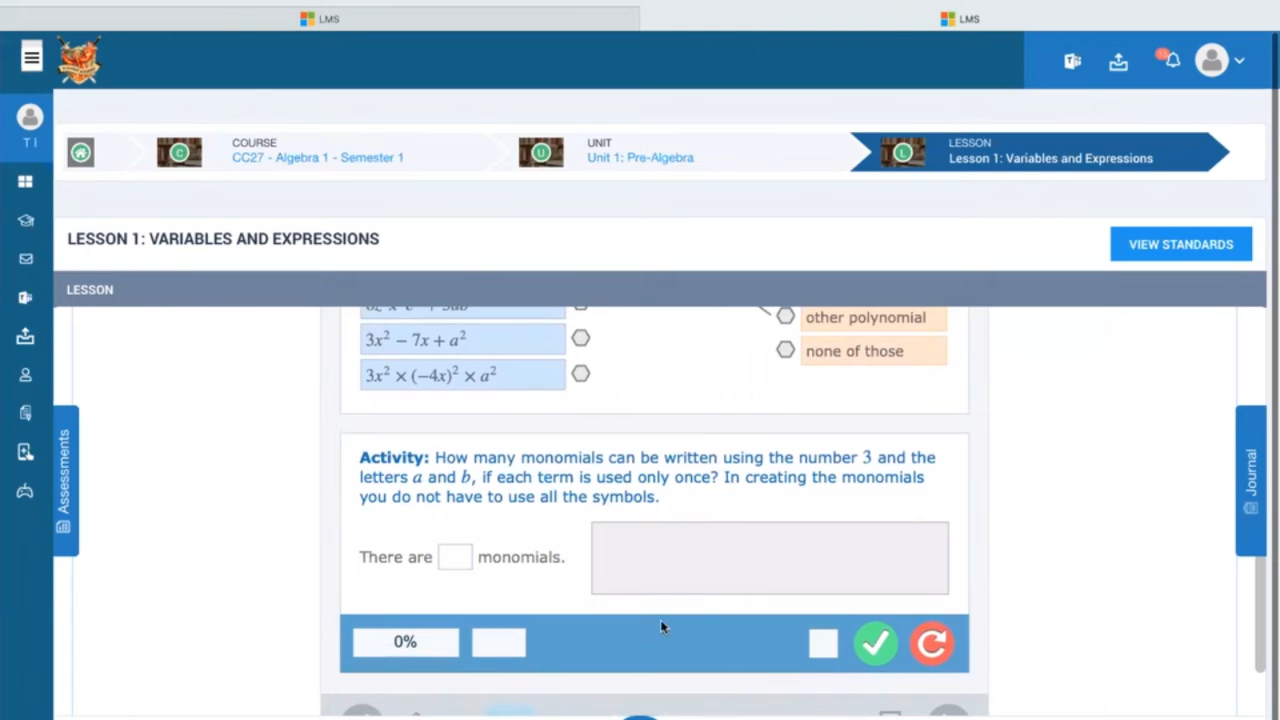 LMS
LMS
COURSE
CC27 - Algebra 1 - Semester 1
UNIT
Unit 1: Pre-Algebra
LESSON
Lesson 1: Variables and Expressions
T I
LESSON 1: VARIABLES AND EXPRESSIONS
VIEW STANDARDS
LESSON
other polynomial
3x² − 7x + a²
none of those
3x² × (−4x)² × a²
Assessments
Journal
Activity: How many monomials can be written using the number 3 and the
letters a and b, if each term is used only once? In creating the monomials
you do not have to use all the symbols.
There are
monomials.
0%